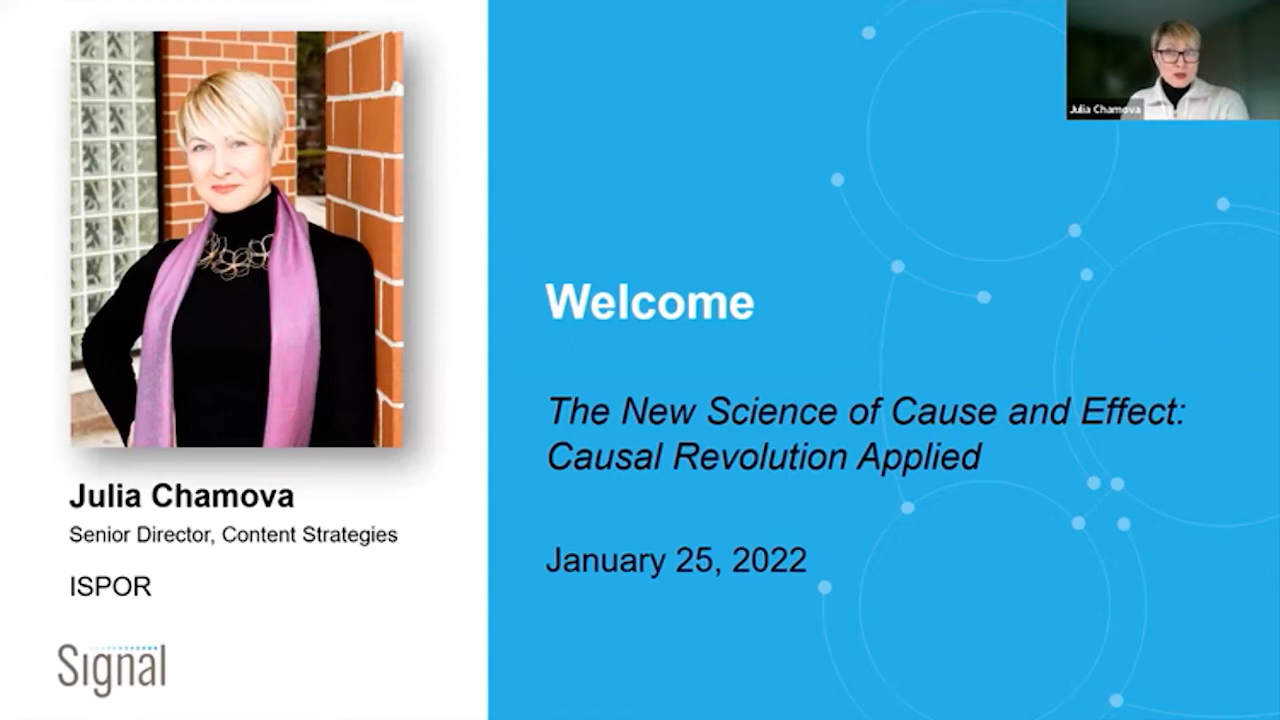 Julia Chamova
Senior Director, Content Strategies
ISPOR
Signal
Welcome
The New Science of Cause and Effect:
Causal Revolution Applied
January 25, 2022
Julia Chamova